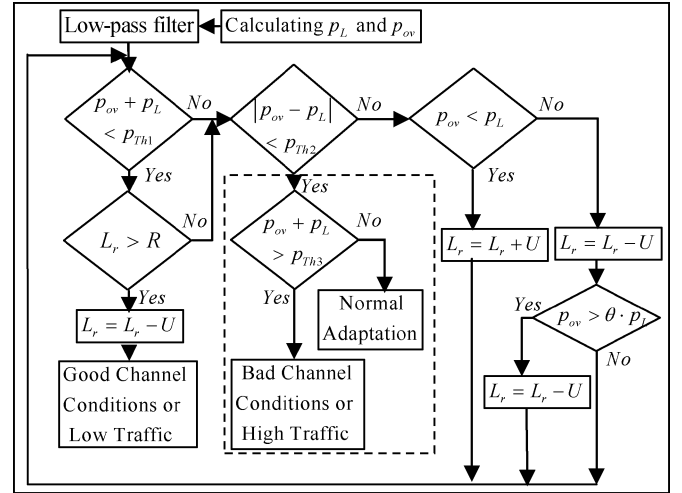 Low-pass filter
Calculating p_L and p_ov
p_ov + p_L
< p_Th1
No
|p_ov − p_L|
< p_Th2
No
p_ov < p_L
No
Yes
Yes
Yes
L_r > R
No
p_ov + p_L
> p_Th3
No
L_r = L_r + U
L_r = L_r − U
Yes
Yes
Normal
Adaptation
Yes
p_ov > θ · p_L
No
L_r = L_r − U
Good Channel
Conditions or
Low Traffic
Bad Channel
Conditions or
High Traffic
L_r = L_r − U